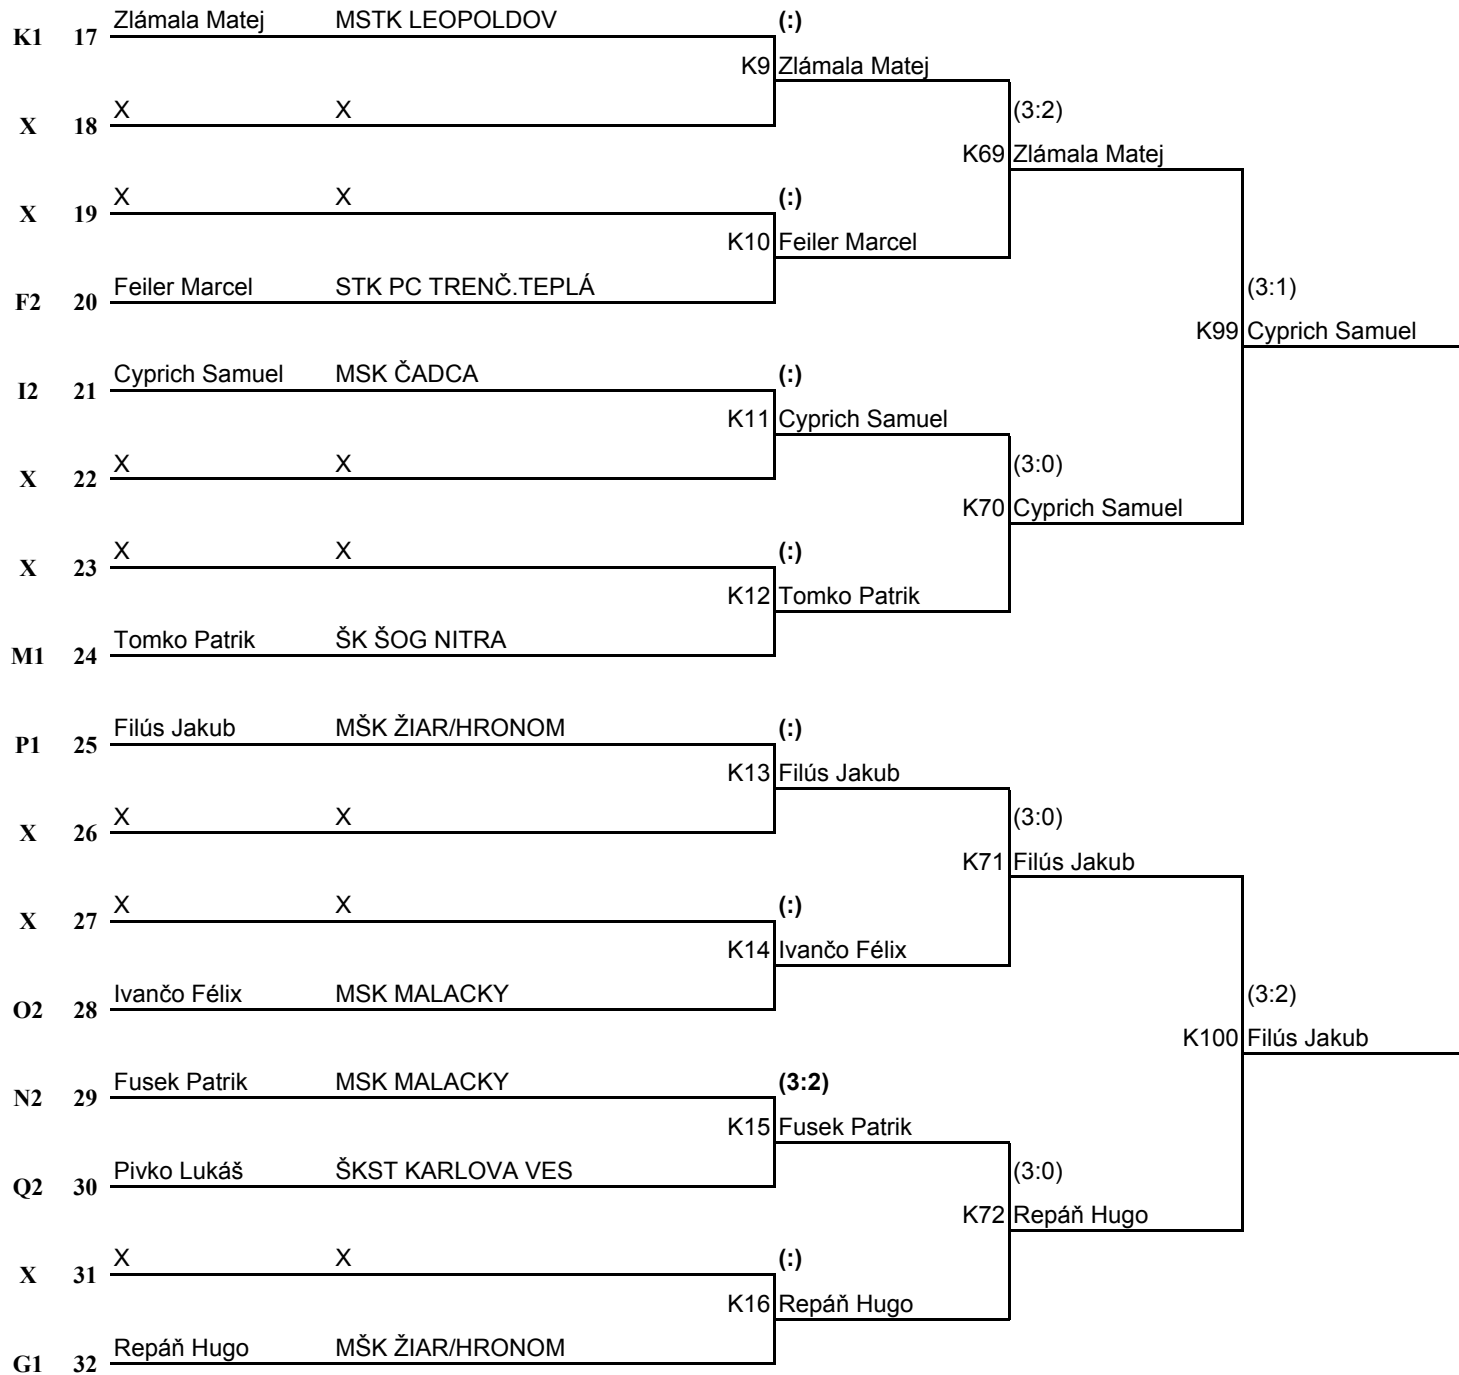 Zlámala Matej MSTK LEOPOLDOV (:)
K1 17
K9 Zlámala Matej
X X (3:2)
X 18
K69 Zlámala Matej
X X (:)
X 19
K10 Feiler Marcel
Feiler Marcel STK PC TRENČ.TEPLÁ (3:1)
F2 20
K99 Cyprich Samuel
Cyprich Samuel MSK ČADCA (:)
I2 21
K11 Cyprich Samuel
X X (3:0)
X 22
K70 Cyprich Samuel
X X (:)
X 23
K12 Tomko Patrik
Tomko Patrik ŠK ŠOG NITRA
M1 24
Filús Jakub MŠK ŽIAR/HRONOM (:)
P1 25
K13 Filús Jakub
X X (3:0)
X 26
K71 Filús Jakub
X X (:)
X 27
K14 Ivančo Félix
Ivančo Félix MSK MALACKY (3:2)
O2 28
K100 Filús Jakub
Fusek Patrik MSK MALACKY (3:2)
N2 29
K15 Fusek Patrik
Pivko Lukáš ŠKST KARLOVA VES (3:0)
Q2 30
K72 Repáň Hugo
X X (:)
X 31
K16 Repáň Hugo
Repáň Hugo MŠK ŽIAR/HRONOM
G1 32